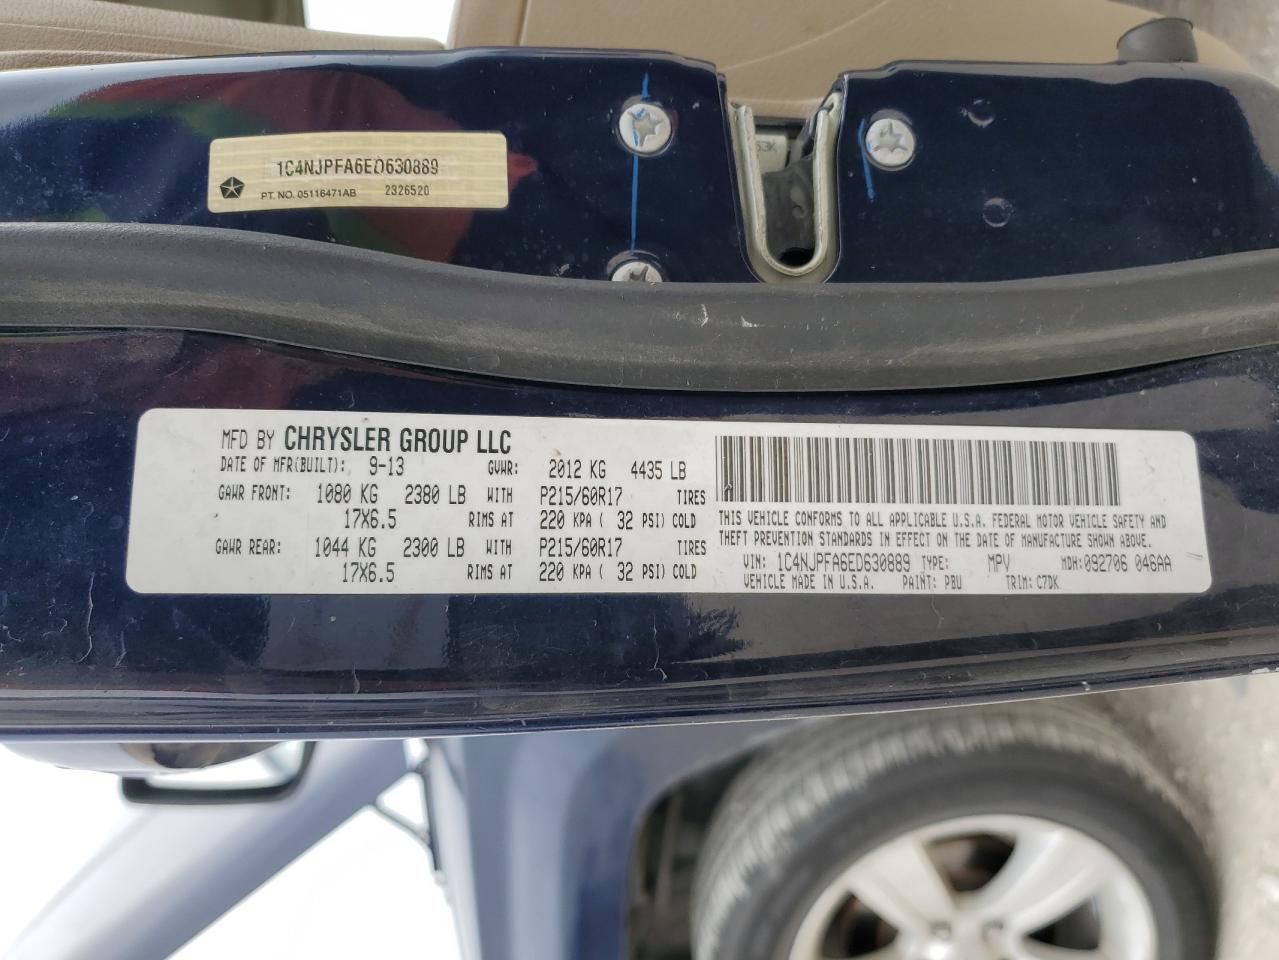 1C4NJPFA6ED630889
PT. NO. 05116471AB 2326520
MFD BY CHRYSLER GROUP LLC
DATE OF MFR(BUILT): 9-13 GVWR: 2012 KG 4435 LB
GAWR FRONT: 1080 KG 2380 LB WITH P215/60R17 TIRES
17X6.5 RIMS AT 220 KPA ( 32 PSI) COLD
GAWR REAR: 1044 KG 2300 LB WITH P215/60R17 TIRES
17X6.5 RIMS AT 220 KPA ( 32 PSI) COLD
THIS VEHICLE CONFORMS TO ALL APPLICABLE U.S.A. FEDERAL MOTOR VEHICLE SAFETY AND
THEFT PREVENTION STANDARDS IN EFFECT ON THE DATE OF MANUFACTURE SHOWN ABOVE.
VIN: 1C4NJPFA6ED630889 TYPE: MPV MDH: 092706 046AA
VEHICLE MADE IN U.S.A. PAINT: PBU TRIM: C7DK